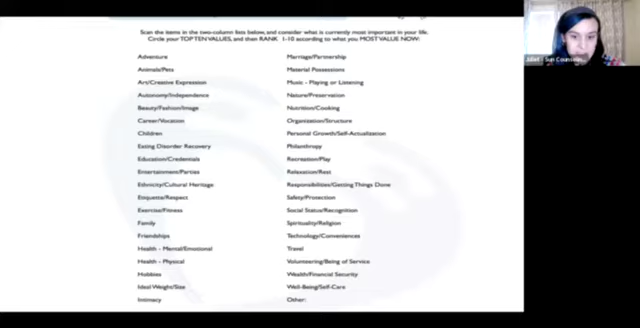 Scan the items in the two-column lists below, and consider what is currently most important in your life.
Circle your TOP TEN VALUES, and then RANK 1-10 according to what you MOST VALUE NOW:
Adventure
Animals/Pets
Art/Creative Expression
Autonomy/Independence
Beauty/Fashion/Image
Career/Vocation
Children
Eating Disorder Recovery
Education/Credentials
Entertainment/Parties
Ethnicity/Cultural Heritage
Etiquette/Respect
Exercise/Fitness
Family
Friendships
Health - Mental/Emotional
Health - Physical
Hobbies
Ideal Weight/Size
Intimacy
Marriage/Partnership
Material Possessions
Music - Playing or Listening
Nature/Preservation
Nutrition/Cooking
Organization/Structure
Personal Growth/Self-Actualization
Philanthropy
Recreation/Play
Relaxation/Rest
Responsibilities/Getting Things Done
Safety/Protection
Social Status/Recognition
Spirituality/Religion
Technology/Conveniences
Travel
Volunteering/Being of Service
Wealth/Financial Security
Well-Being/Self-Care
Other: